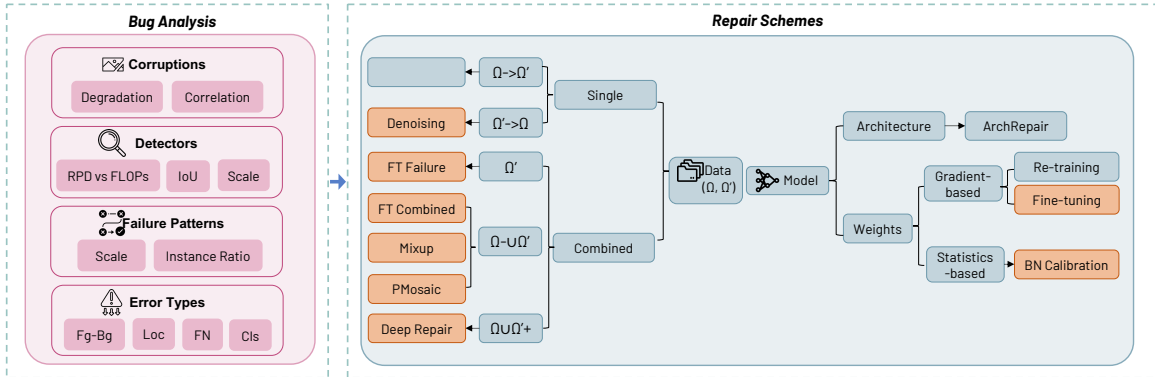 Bug Analysis
Corruptions
Degradation
Correlation
Detectors
RPD vs FLOPs
IoU
Scale
Failure Patterns
Scale
Instance Ratio
Error Types
Fg-Bg
Loc
FN
Cls
Repair Schemes
Ω->Ω′
Single
Denoising
Ω′->Ω
FT Failure
Ω′
FT Combined
Mixup
Ω-∪Ω′
Combined
PMosaic
Deep Repair
Ω∪Ω′+
Data
(Ω, Ω′)
Model
Architecture
ArchRepair
Weights
Gradient-
based
Re-training
Fine-tuning
Statistics
-based
BN Calibration